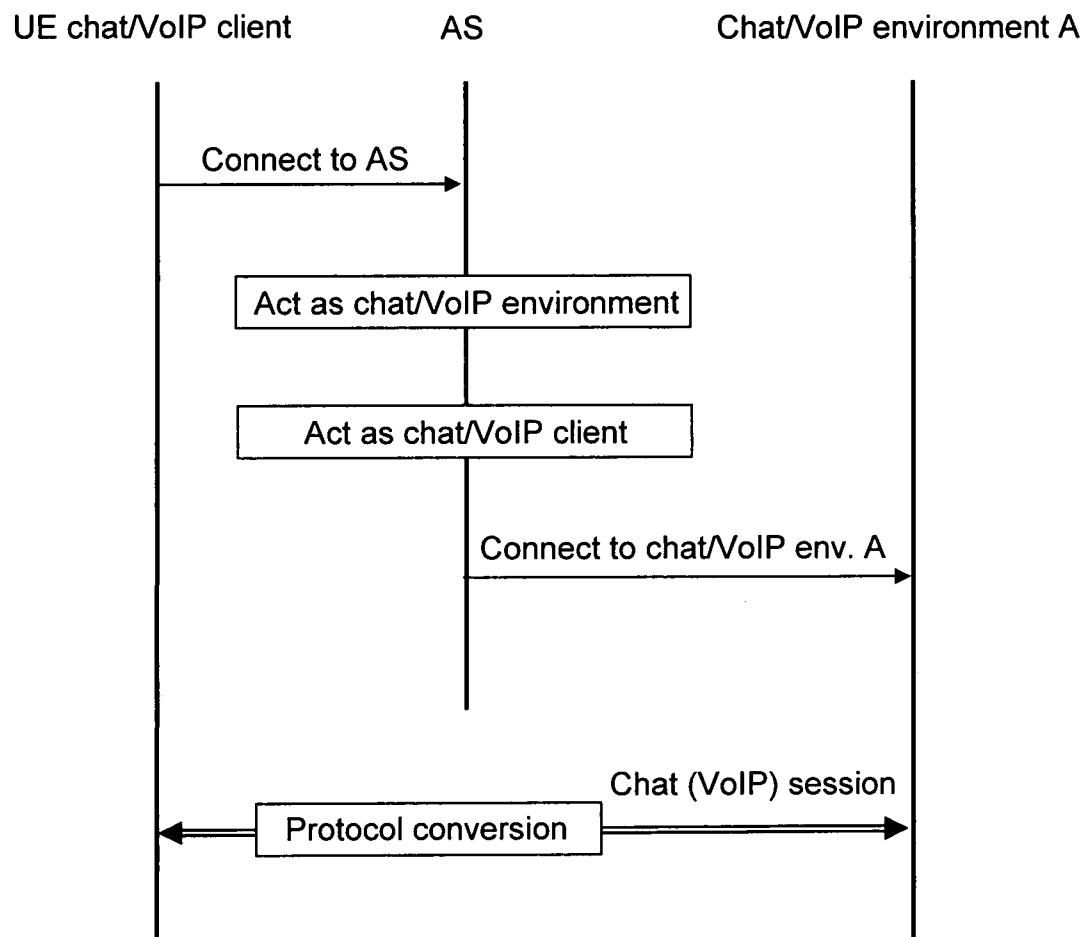 UE chat/VoIP client
AS
Chat/VoIP environment A
Connect to AS
Act as chat/VoIP environment
Act as chat/VoIP client
Connect to chat/VoIP env. A
Chat (VoIP) session
Protocol conversion